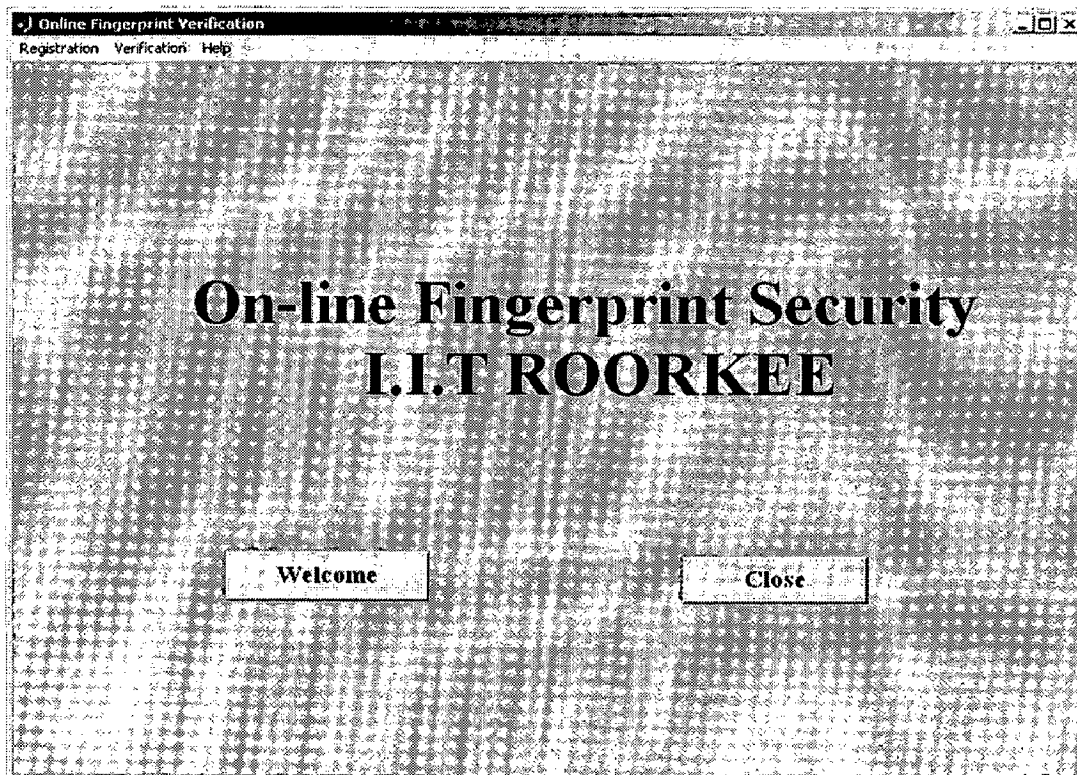 Online Fingerprint Verification
Registration Verification Help
On-line Fingerprint Security
I.I.T ROORKEE
Welcome
Close